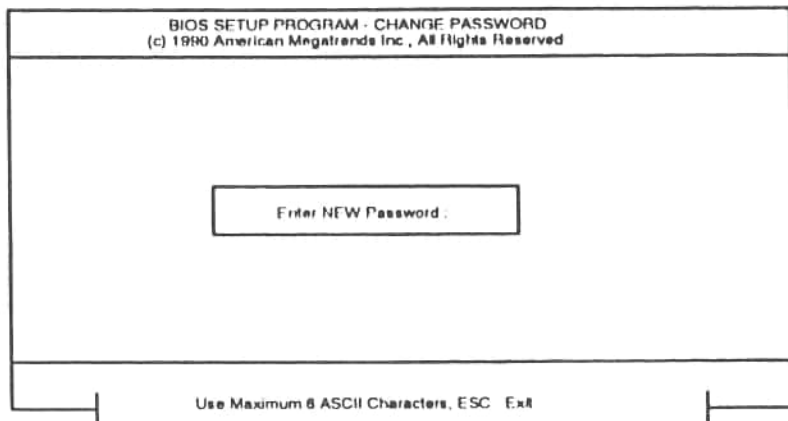 BIOS SETUP PROGRAM - CHANGE PASSWORD
(c) 1990 American Megatrends Inc., All Rights Reserved
Enter NEW Password :
Use Maximum 6 ASCII Characters, ESC Exit